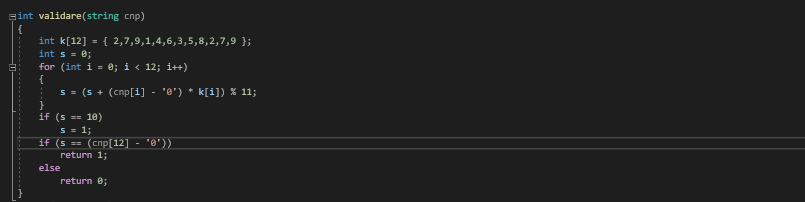 int validare(string cnp)
{
    int k[12] = { 2,7,9,1,4,6,3,5,8,2,7,9 };
    int s = 0;
    for (int i = 0; i < 12; i++)
    {
        s = (s + (cnp[i] - '0') * k[i]) % 11;
    }
    if (s == 10)
        s = 1;
    if (s == (cnp[12] - '0'))
        return 1;
    else
        return 0;
}